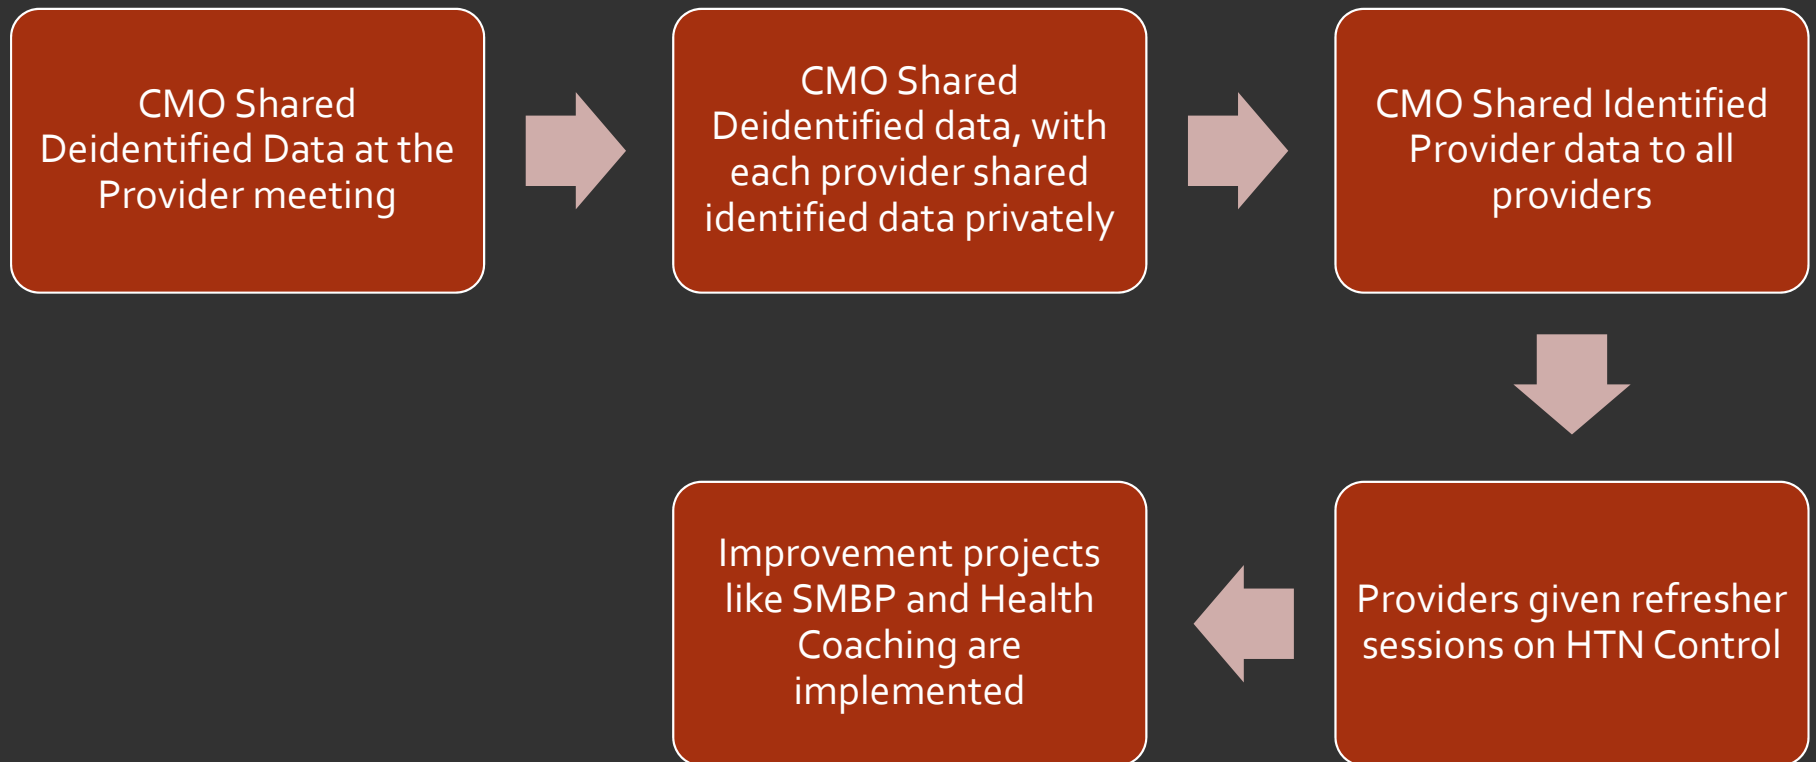 CMO Shared
Deidentified Data at the
Provider meeting
CMO Shared
Deidentified data, with
each provider shared
identified data privately
CMO Shared Identified
Provider data to all
providers
Providers given refresher
sessions on HTN Control
Improvement projects
like SMBP and Health
Coaching are
implemented